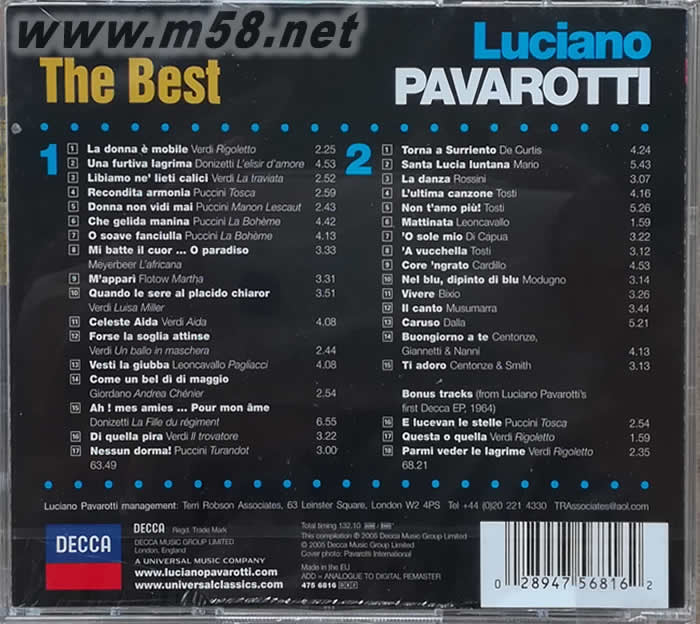 www.m58.net
The Best
Luciano
PAVAROTTI
1
1 La donna è mobile Verdi Rigoletto 2.25
2 Una furtiva lagrima Donizetti L'elisir d'amore 4.53
3 Libiamo ne' lieti calici Verdi La traviata 2.52
4 Recondita armonia Puccini Tosca 2.59
5 Donna non vidi mai Puccini Manon Lescaut 2.43
6 Che gelida manina Puccini La Bohème 4.42
7 O soave fanciulla Puccini La Bohème 4.13
8 Mi batte il cuor ... O paradiso 3.33
Meyerbeer L'africana
9 M'apparì Flotow Martha 3.31
10 Quando le sere al placido chiaror 3.51
Verdi Luisa Miller
11 Celeste Aida Verdi Aida 4.08
12 Forse la soglia attinse
Verdi Un ballo in maschera 2.44
13 Vesti la giubba Leoncavallo Pagliacci 4.08
14 Come un bel dì di maggio
Giordano Andrea Chénier 2.54
15 Ah ! mes amies ... Pour mon âme
Donizetti La Fille du régiment 6.55
16 Di quella pira Verdi Il trovatore 3.22
17 Nessun dorma! Puccini Turandot 3.00
63.49
2
1 Torna a Surriento De Curtis 4.24
2 Santa Lucia luntana Mario 5.43
3 La danza Rossini 3.07
4 L'ultima canzone Tosti 4.16
5 Non t'amo più! Tosti 5.26
6 Mattinata Leoncavallo 1.59
7 'O sole mio Di Capua 3.22
8 'A vucchella Tosti 3.12
9 Core 'ngrato Cardillo 4.53
10 Nel blu, dipinto di blu Modugno 3.14
11 Vivere Bixio 3.26
12 Il canto Musumarra 3.44
13 Caruso Dalla 5.21
14 Buongiorno a te Centonze,
Giannetti & Nanni 4.13
15 Ti adoro Centonze & Smith 3.13
Bonus tracks (from Luciano Pavarotti's
first Decca EP, 1964)
16 E lucevan le stelle Puccini Tosca 2.54
17 Questa o quella Verdi Rigoletto 1.59
18 Parmi veder le lagrime Verdi Rigoletto 2.35
68.21
Luciano Pavarotti management: Terri Robson Associates, 63 Leinster Square, London W2 4PS Tel +44 (0)20 221 4330 TRAssociates@aol.com
DECCA
DECCA Regd. Trade Mark
DECCA MUSIC GROUP LIMITED
London, England
A UNIVERSAL MUSIC COMPANY
www.lucianopavarotti.com
www.universalclassics.com
Total timing 132.10
This compilation ℗ 2005 Decca Music Group Limited
© 2005 Decca Music Group Limited
Cover photo: Pavarotti International
Made in the EU
ADD = ANALOGUE TO DIGITAL REMASTER
475 6816
0 28947 56816 2